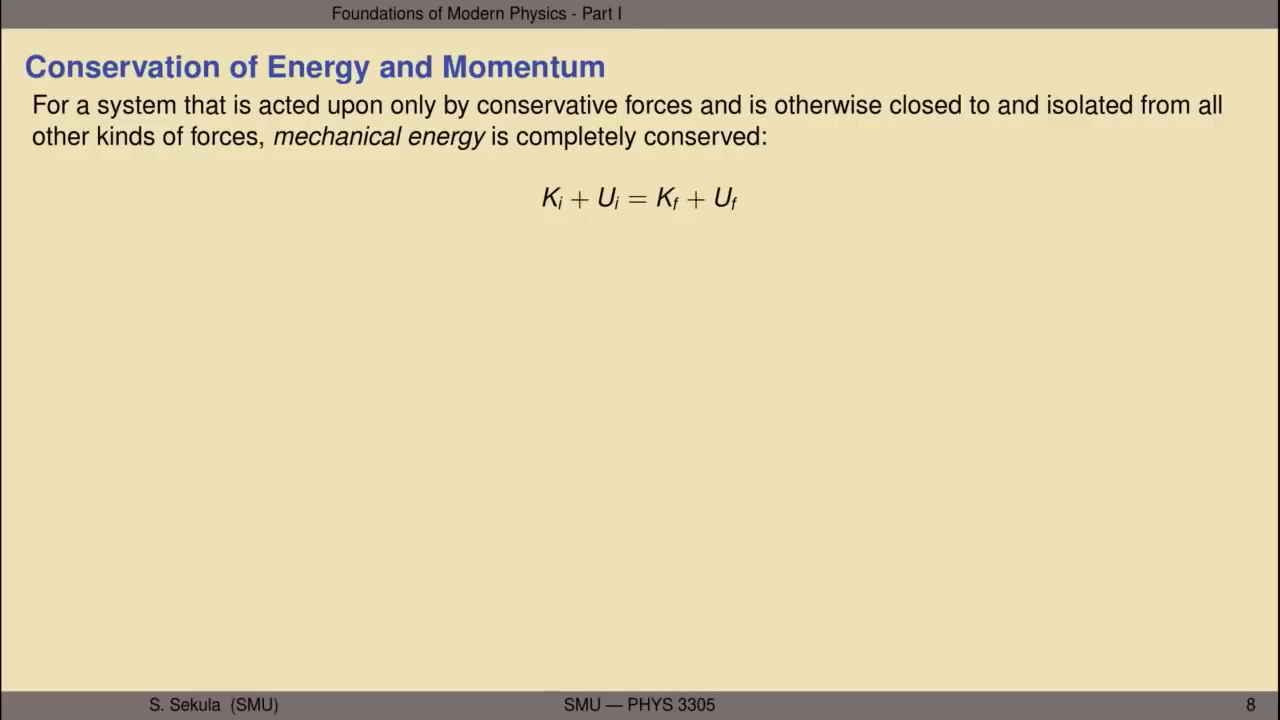 Foundations of Modern Physics - Part I
Conservation of Energy and Momentum
For a system that is acted upon only by conservative forces and is otherwise closed to and isolated from all
other kinds of forces, mechanical energy is completely conserved:
Kᵢ + Uᵢ = K_f + U_f
S. Sekula (SMU) SMU — PHYS 3305 8